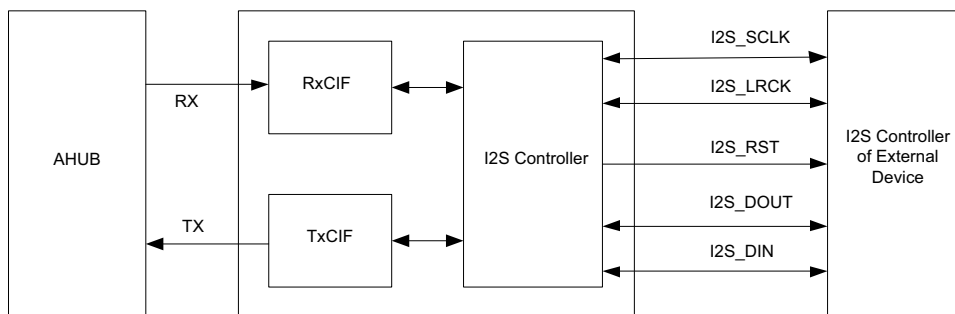 AHUB
RX
TX
RxCIF
TxCIF
I2S Controller
I2S_SCLK
I2S_LRCK
I2S_RST
I2S_DOUT
I2S_DIN
I2S Controller
of External
Device